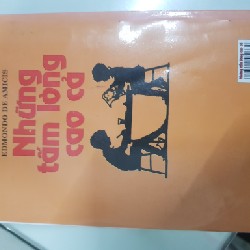 EDMONDO DE AMICIS
Những
tấm lòng
cao cả